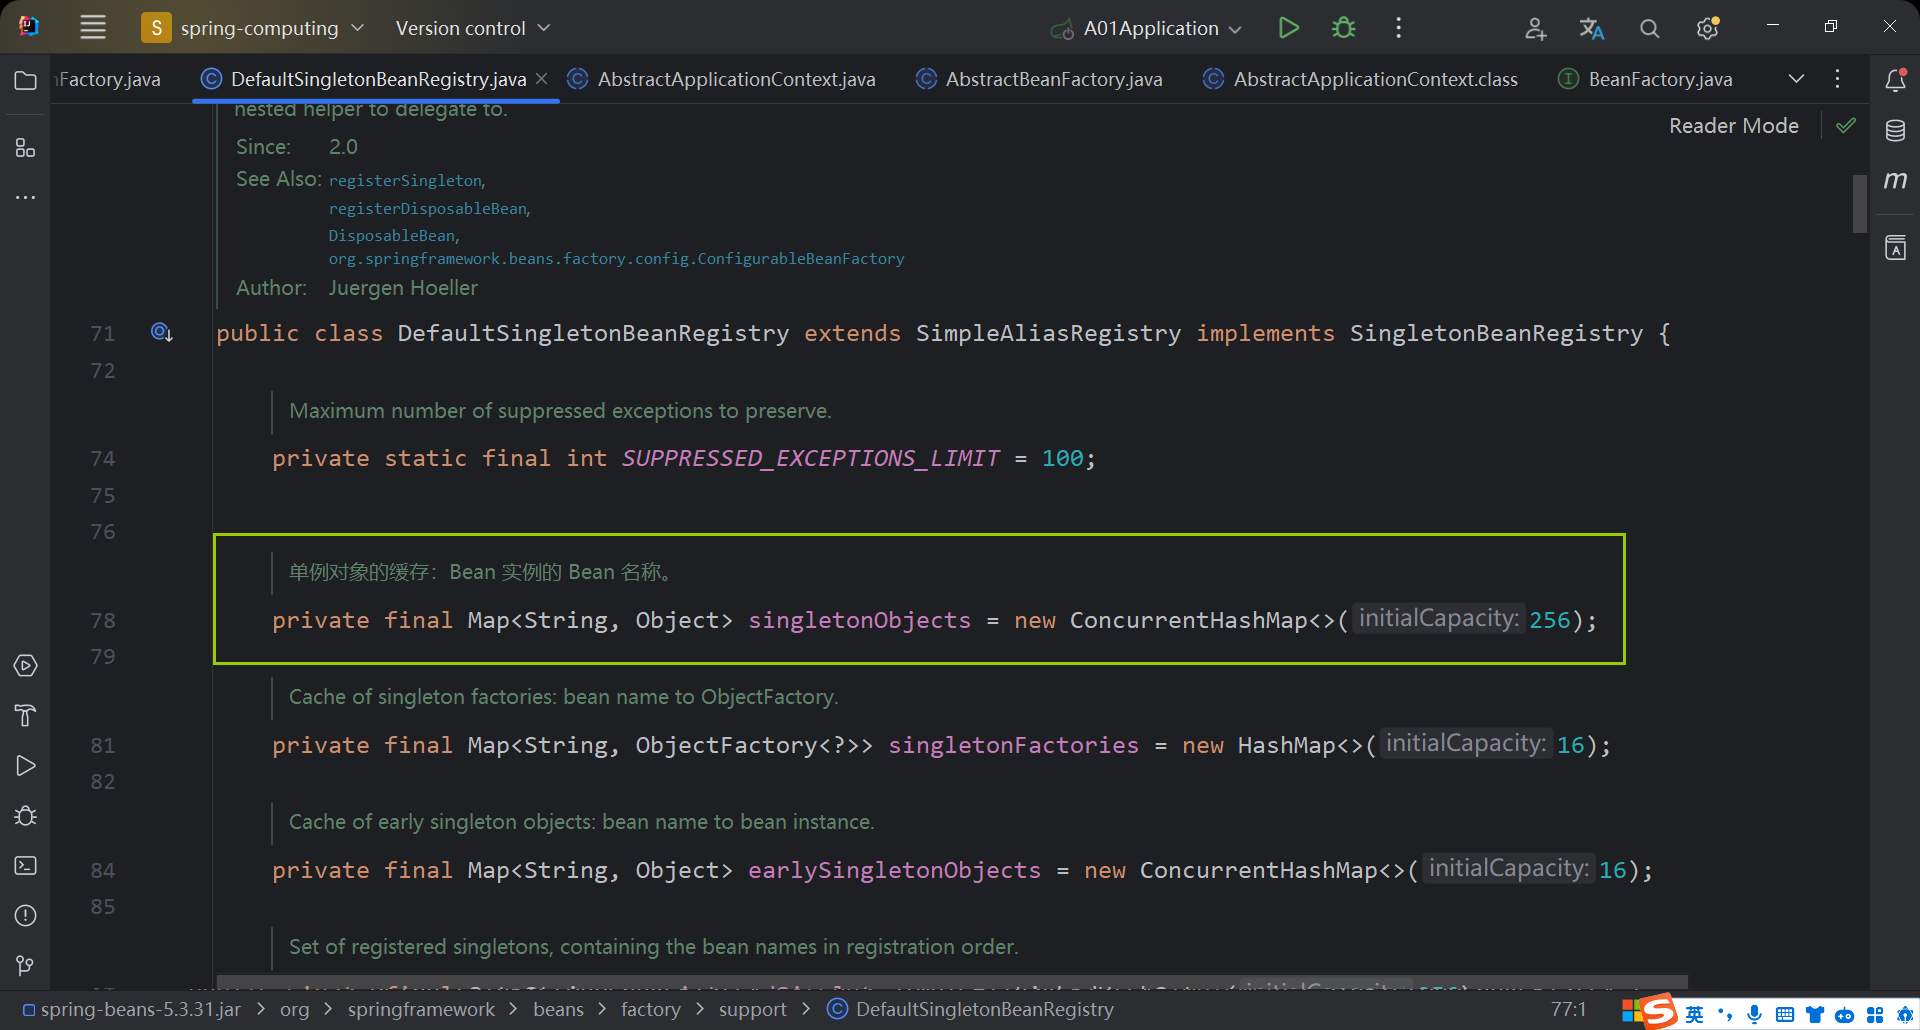 S spring-computing Version control A01Application
Factory.java DefaultSingletonBeanRegistry.java AbstractApplicationContext.java AbstractBeanFactory.java AbstractApplicationContext.class BeanFactory.java
nested helper to delegate to.
Reader Mode
Since: 2.0
See Also: registerSingleton,
registerDisposableBean,
DisposableBean,
org.springframework.beans.factory.config.ConfigurableBeanFactory
Author: Juergen Hoeller
71 public class DefaultSingletonBeanRegistry extends SimpleAliasRegistry implements SingletonBeanRegistry {
72
Maximum number of suppressed exceptions to preserve.
74 private static final int SUPPRESSED_EXCEPTIONS_LIMIT = 100;
75
76
单例对象的缓存：Bean 实例的 Bean 名称。
78 private final Map<String, Object> singletonObjects = new ConcurrentHashMap<>( initialCapacity: 256);
79
Cache of singleton factories: bean name to ObjectFactory.
81 private final Map<String, ObjectFactory<?>> singletonFactories = new HashMap<>( initialCapacity: 16);
82
Cache of early singleton objects: bean name to bean instance.
84 private final Map<String, Object> earlySingletonObjects = new ConcurrentHashMap<>( initialCapacity: 16);
85
Set of registered singletons, containing the bean names in registration order.
spring-beans-5.3.31.jar > org > springframework > beans > factory > support > DefaultSingletonBeanRegistry 77:1
英